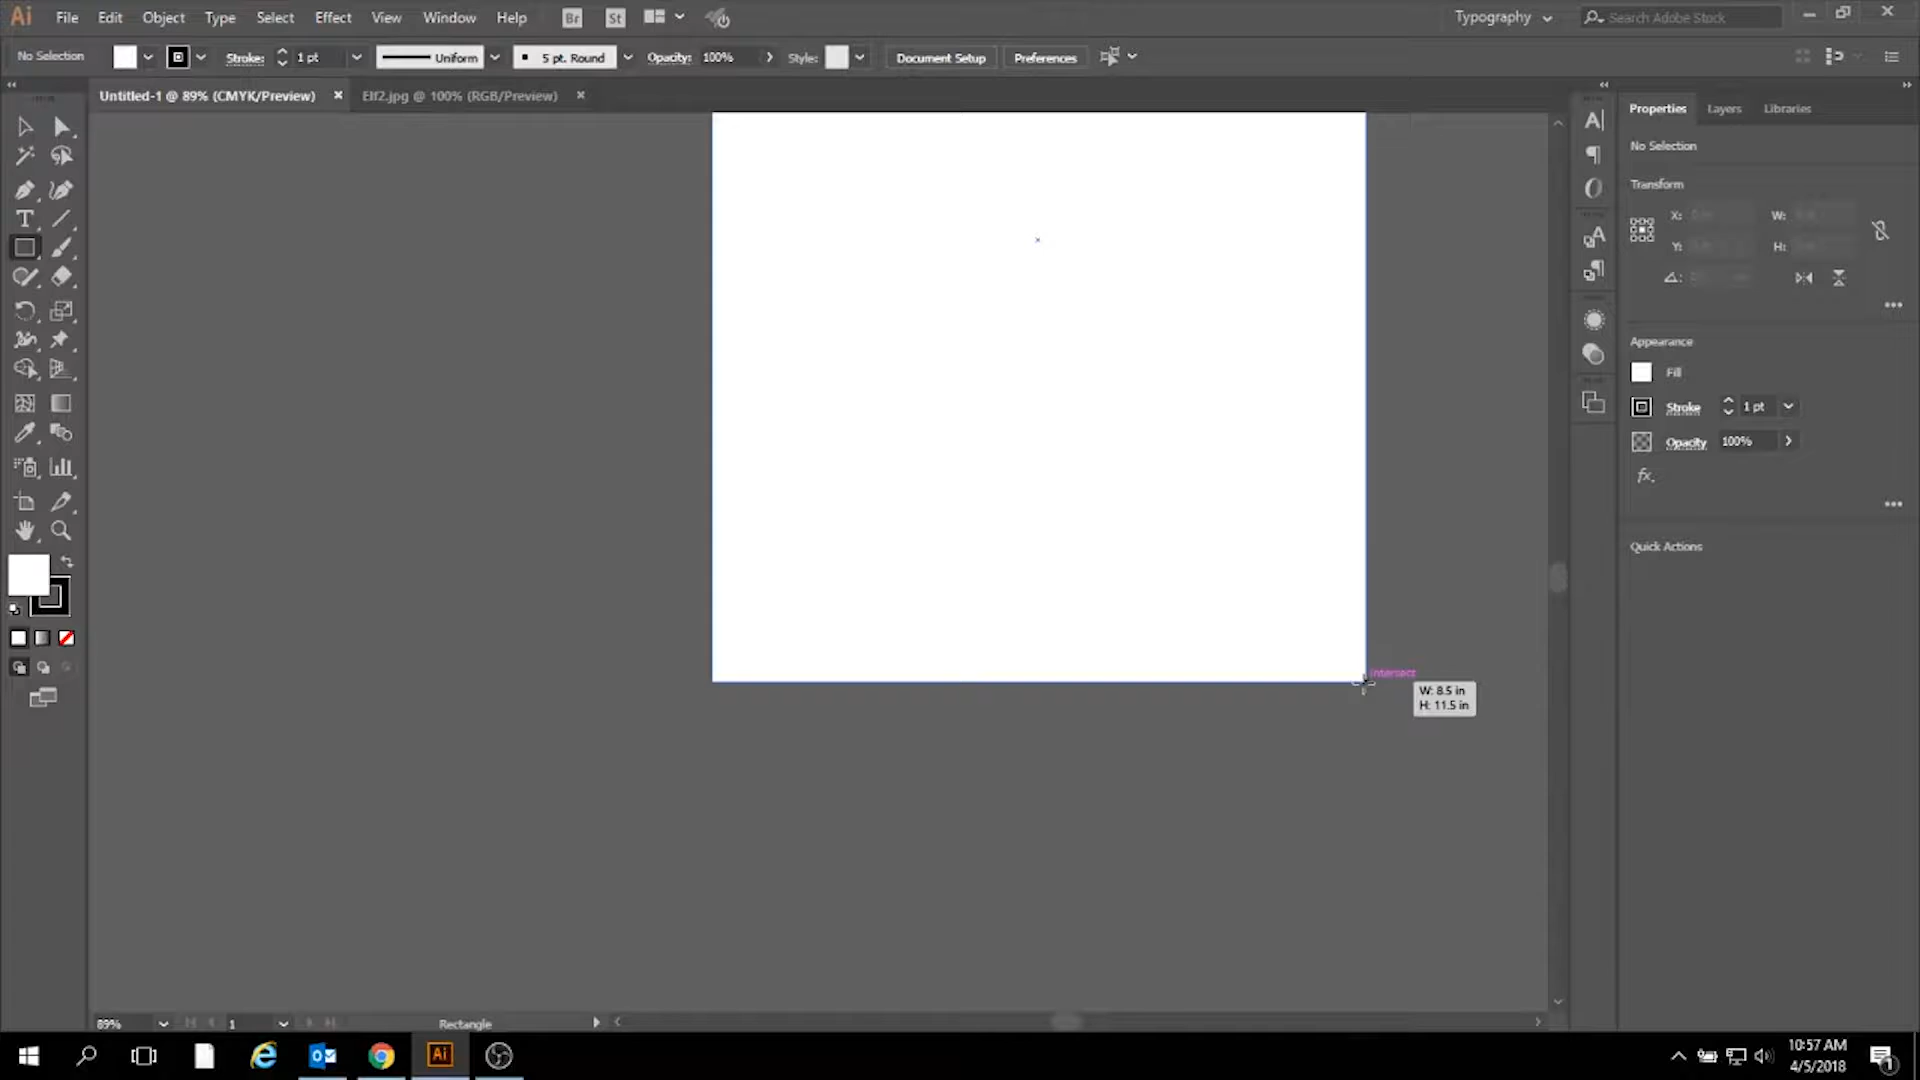 Ai File Edit Object Type Select Effect View Window Help Br St Typography Search Adobe Stock
No Selection Stroke: 1 pt Uniform 5 pt. Round Opacity: 100% Style: Document Setup Preferences
Untitled-1 @ 89% (CMYK/Preview) × Elf2.jpg @ 100% (RGB/Preview) ×
Properties Layers Libraries
No Selection
Transform
X: W:
Y: H:
Appearance
Fill
Stroke 1 pt
Opacity 100%
fx.
Quick Actions
Intersect
W: 8.5 in
H: 11.5 in
89% 1 Rectangle
Ai
10:57 AM
4/5/2018
1